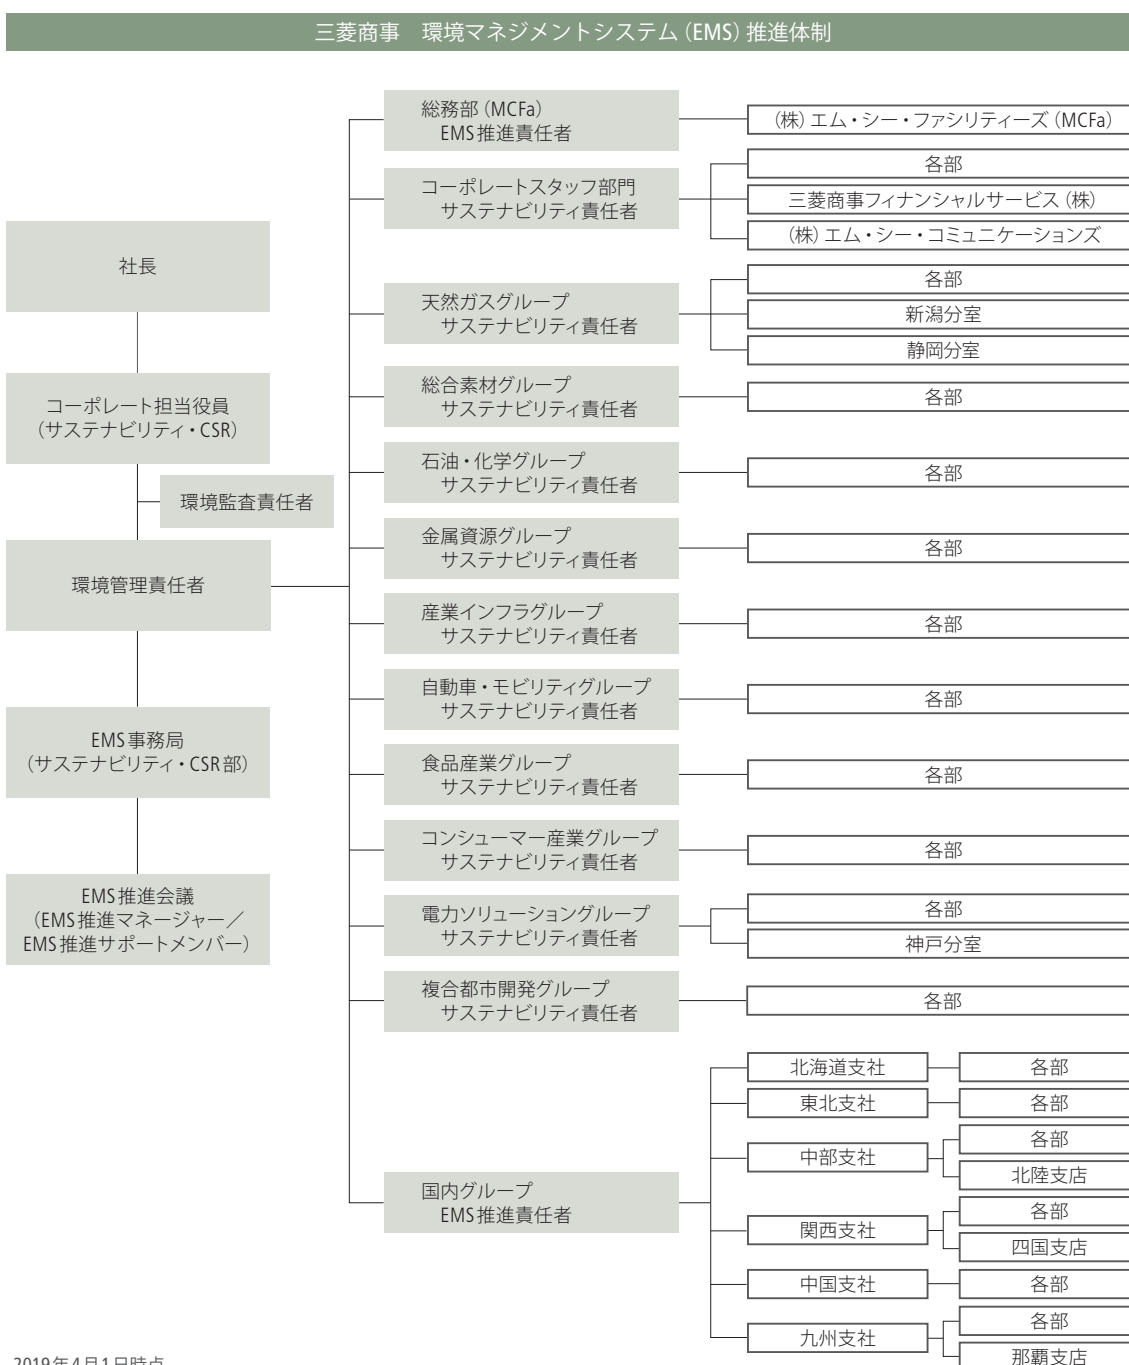 三菱商事　環境マネジメントシステム（EMS）推進体制
社長
コーポレート担当役員
（サステナビリティ・CSR）
環境監査責任者
環境管理責任者
EMS事務局
（サステナビリティ・CSR部）
EMS推進会議
（EMS推進マネージャー／
EMS推進サポートメンバー）
総務部（MCFa）
EMS推進責任者
（株）エム・シー・ファシリティーズ（MCFa）
コーポレートスタッフ部門
サステナビリティ責任者
各部
三菱商事フィナンシャルサービス（株）
（株）エム・シー・コミュニケーションズ
天然ガスグループ
サステナビリティ責任者
各部
新潟分室
静岡分室
総合素材グループ
サステナビリティ責任者
各部
石油・化学グループ
サステナビリティ責任者
各部
金属資源グループ
サステナビリティ責任者
各部
産業インフラグループ
サステナビリティ責任者
各部
自動車・モビリティグループ
サステナビリティ責任者
各部
食品産業グループ
サステナビリティ責任者
各部
コンシューマー産業グループ
サステナビリティ責任者
各部
電力ソリューショングループ
サステナビリティ責任者
各部
神戸分室
複合都市開発グループ
サステナビリティ責任者
各部
国内グループ
EMS推進責任者
北海道支社
各部
東北支社
各部
中部支社
各部
北陸支店
関西支社
各部
四国支店
中国支社
各部
九州支社
各部
那覇支店
2019年4月1日時点